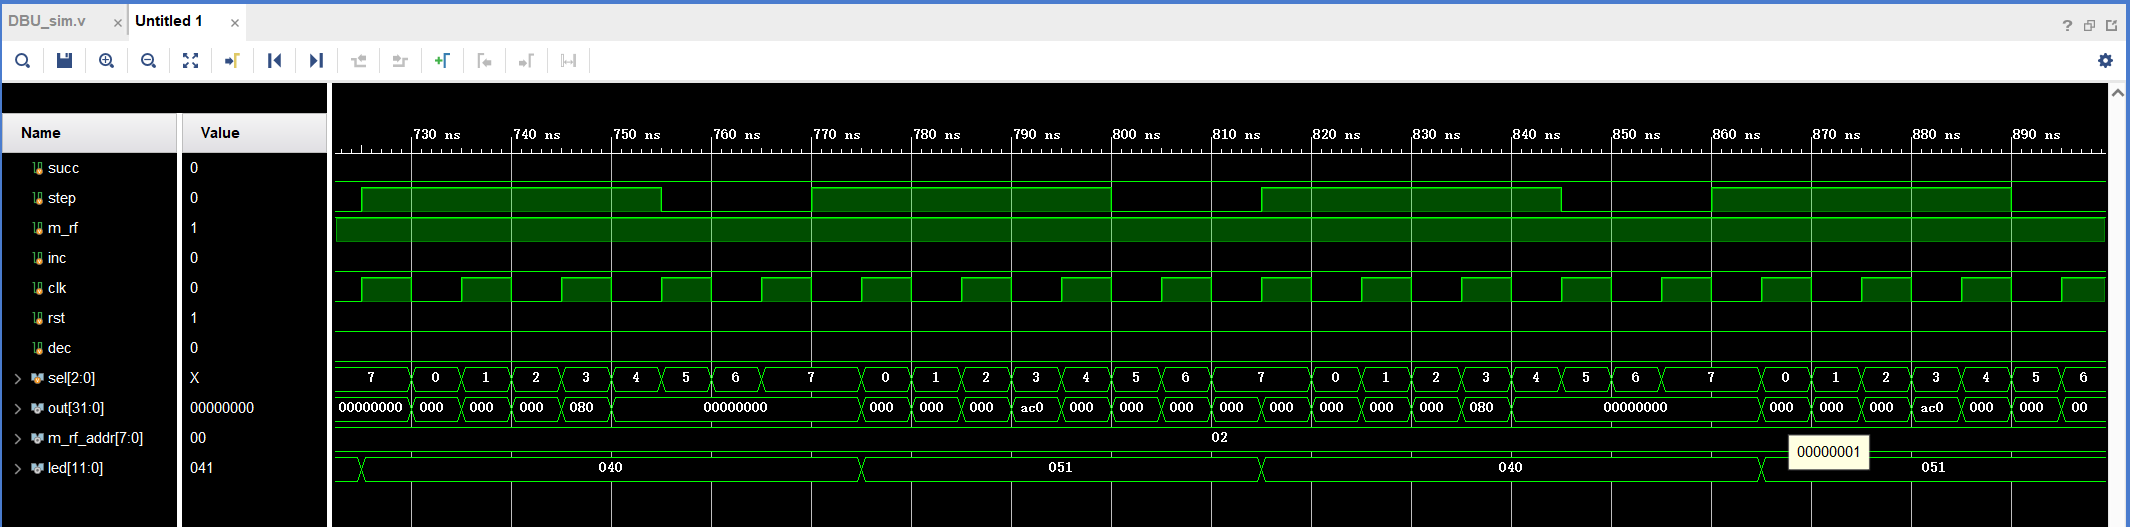 DBU_sim.v × Untitled 1 ×
?
Name Value
730 ns 740 ns 750 ns 760 ns 770 ns 780 ns 790 ns 800 ns 810 ns 820 ns 830 ns 840 ns 850 ns 860 ns 870 ns 880 ns 890 ns
succ 0
step 0
m_rf 1
inc 0
clk 0
rst 1
dec 0
sel[2:0] X 7 0 1 2 3 4 5 6 7 0 1 2 3 4 5 6 7 0 1 2 3 4 5 6 7 0 1 2 3 4 5 6
out[31:0] 00000000 00000000 000 000 000 080 00000000 000 000 000 ac0 000 000 000 000 000 000 000 080 00000000 000 000 000 ac0 000 000 00
m_rf_addr[7:0] 00 02
00000001
led[11:0] 041 040 051 040 051